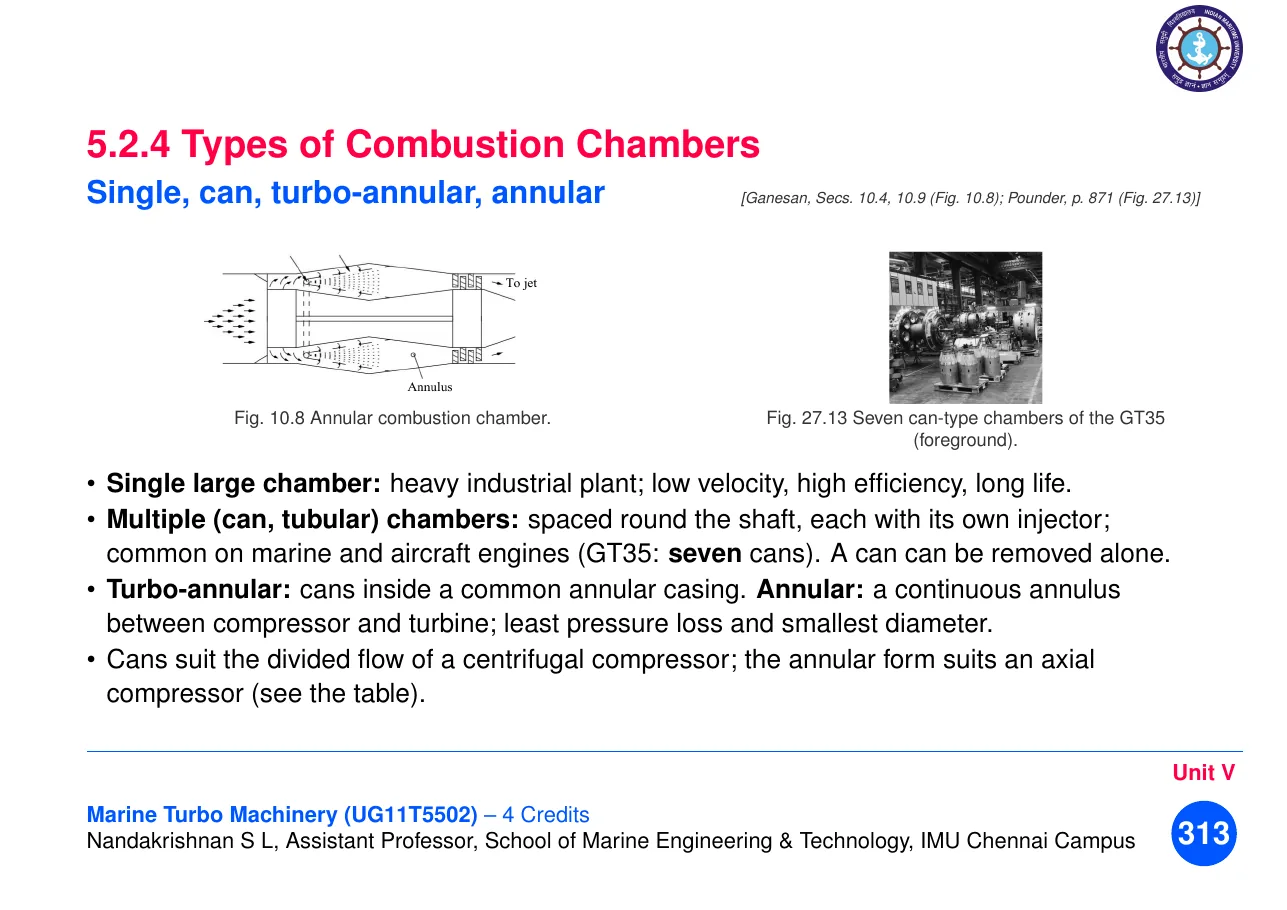 INDIAN MARITIME UNIVERSITY
5.2.4 Types of Combustion Chambers
Single, can, turbo-annular, annular
[Ganesan, Secs. 10.4, 10.9 (Fig. 10.8); Pounder, p. 871 (Fig. 27.13)]
To jet
Annulus
Fig. 10.8 Annular combustion chamber.
Fig. 27.13 Seven can-type chambers of the GT35
(foreground).
• Single large chamber: heavy industrial plant; low velocity, high efficiency, long life.
• Multiple (can, tubular) chambers: spaced round the shaft, each with its own injector;
common on marine and aircraft engines (GT35: seven cans). A can can be removed alone.
• Turbo-annular: cans inside a common annular casing. Annular: a continuous annulus
between compressor and turbine; least pressure loss and smallest diameter.
• Cans suit the divided flow of a centrifugal compressor; the annular form suits an axial
compressor (see the table).
Unit V
Marine Turbo Machinery (UG11T5502) – 4 Credits
Nandakrishnan S L, Assistant Professor, School of Marine Engineering & Technology, IMU Chennai Campus
313